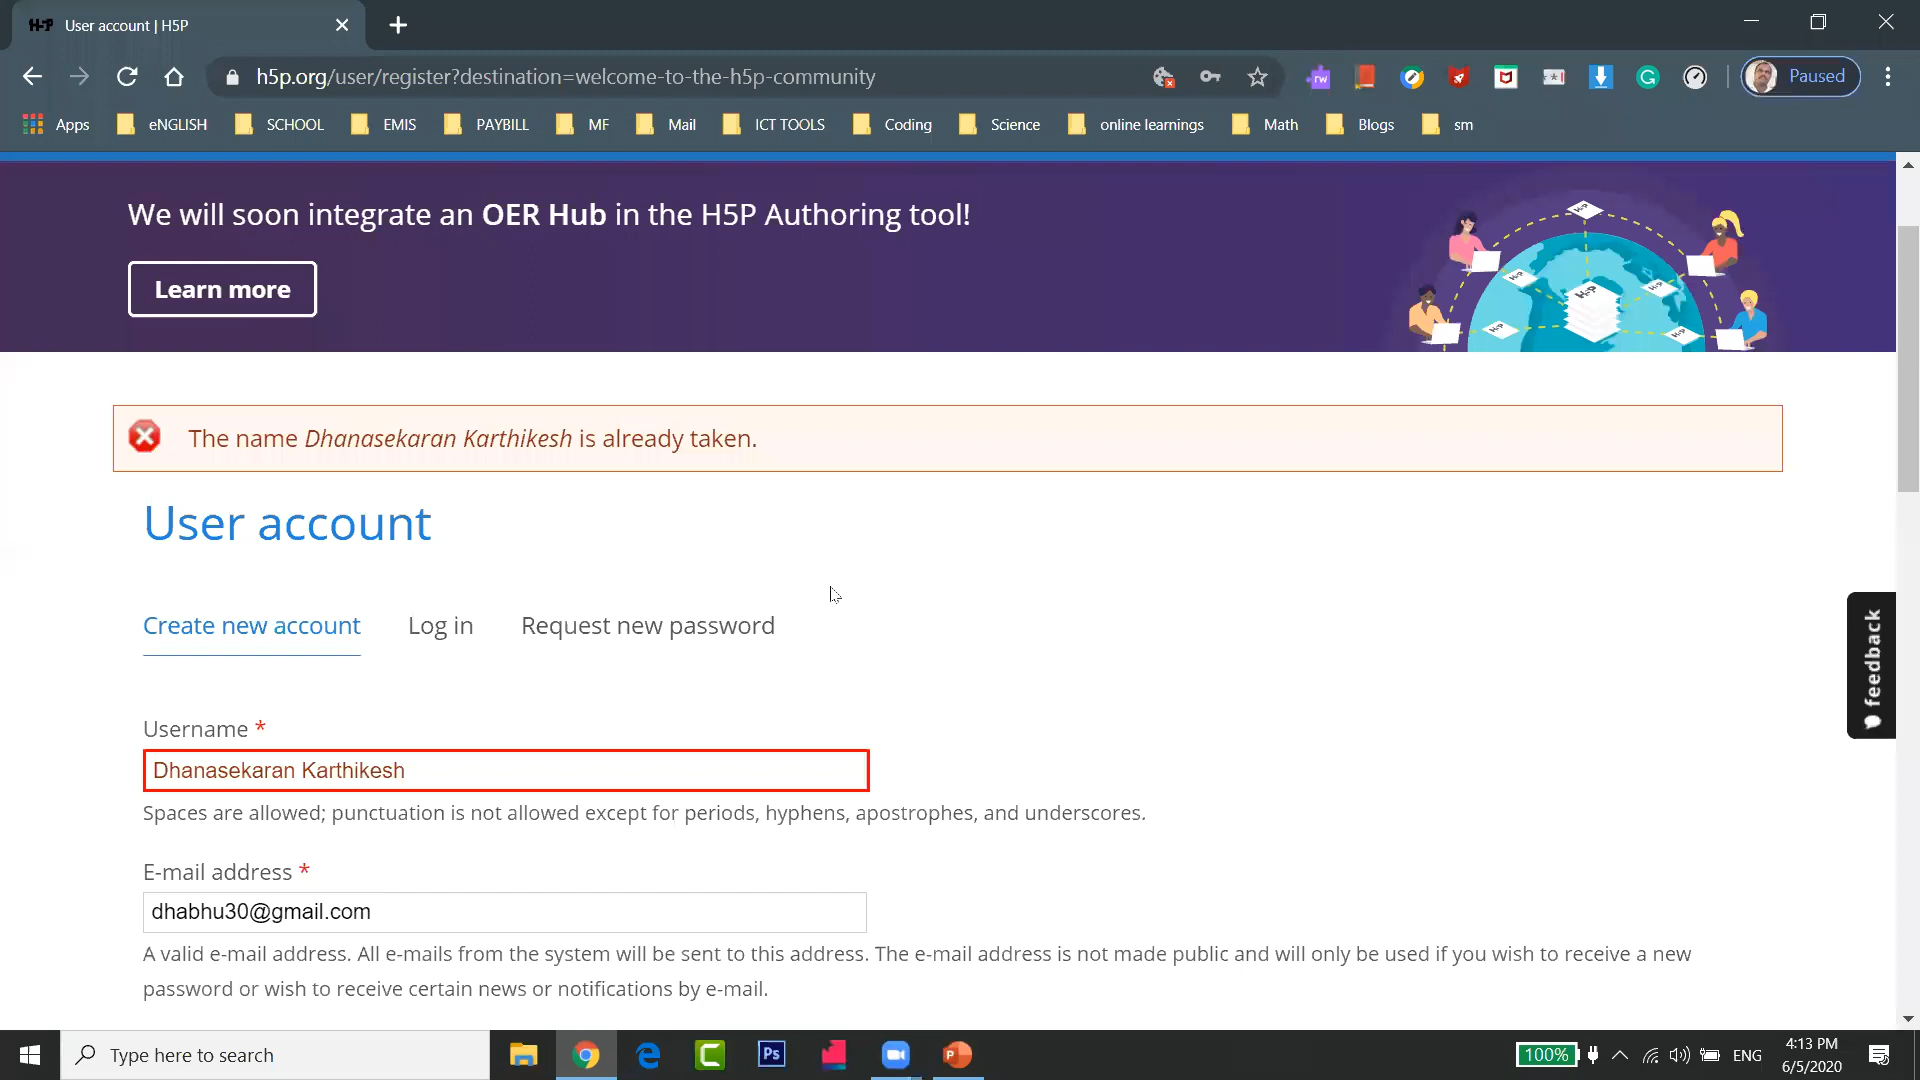 H-P User account | H5P
h5p.org/user/register?destination=welcome-to-the-h5p-community
rw
Paused
Apps eNGLISH SCHOOL EMIS PAYBILL MF Mail ICT TOOLS Coding Science online learnings Math Blogs sm
We will soon integrate an OER Hub in the H5P Authoring tool!
Learn more
The name Dhanasekaran Karthikesh is already taken.
User account
Create new account Log in Request new password
feedback
Username *
Dhanasekaran Karthikesh
Spaces are allowed; punctuation is not allowed except for periods, hyphens, apostrophes, and underscores.
E-mail address *
dhabhu30@gmail.com
A valid e-mail address. All e-mails from the system will be sent to this address. The e-mail address is not made public and will only be used if you wish to receive a new
password or wish to receive certain news or notifications by e-mail.
Type here to search
Ps
100%
ENG
4:13 PM
6/5/2020